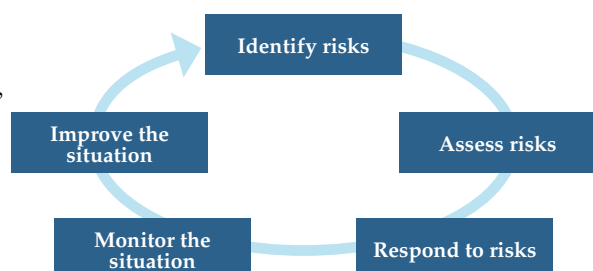 Identify risks
,
Improve the
situation
Assess risks
Monitor the
situation
Respond to risks